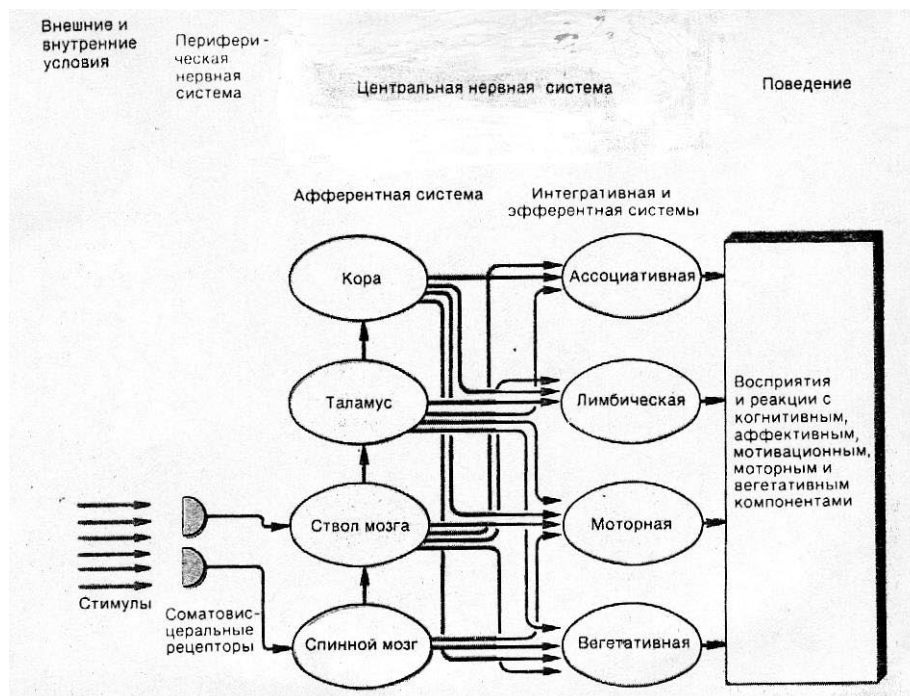 Внешние и
внутренние
условия
Перифери-
ческая
нервная
система
Центральная нервная система
Поведение
Афферентная система
Интегративная и
эфферентная системы
Кора
Ассоциативная
Таламус
Лимбическая
Восприятия
и реакции с
когнитивным,
аффективным,
мотивационным,
моторным и
вегетативным
компонентами
Ствол мозга
Моторная
Стимулы
Соматовис-
церальные
рецепторы
Спинной мозг
Вегетативная